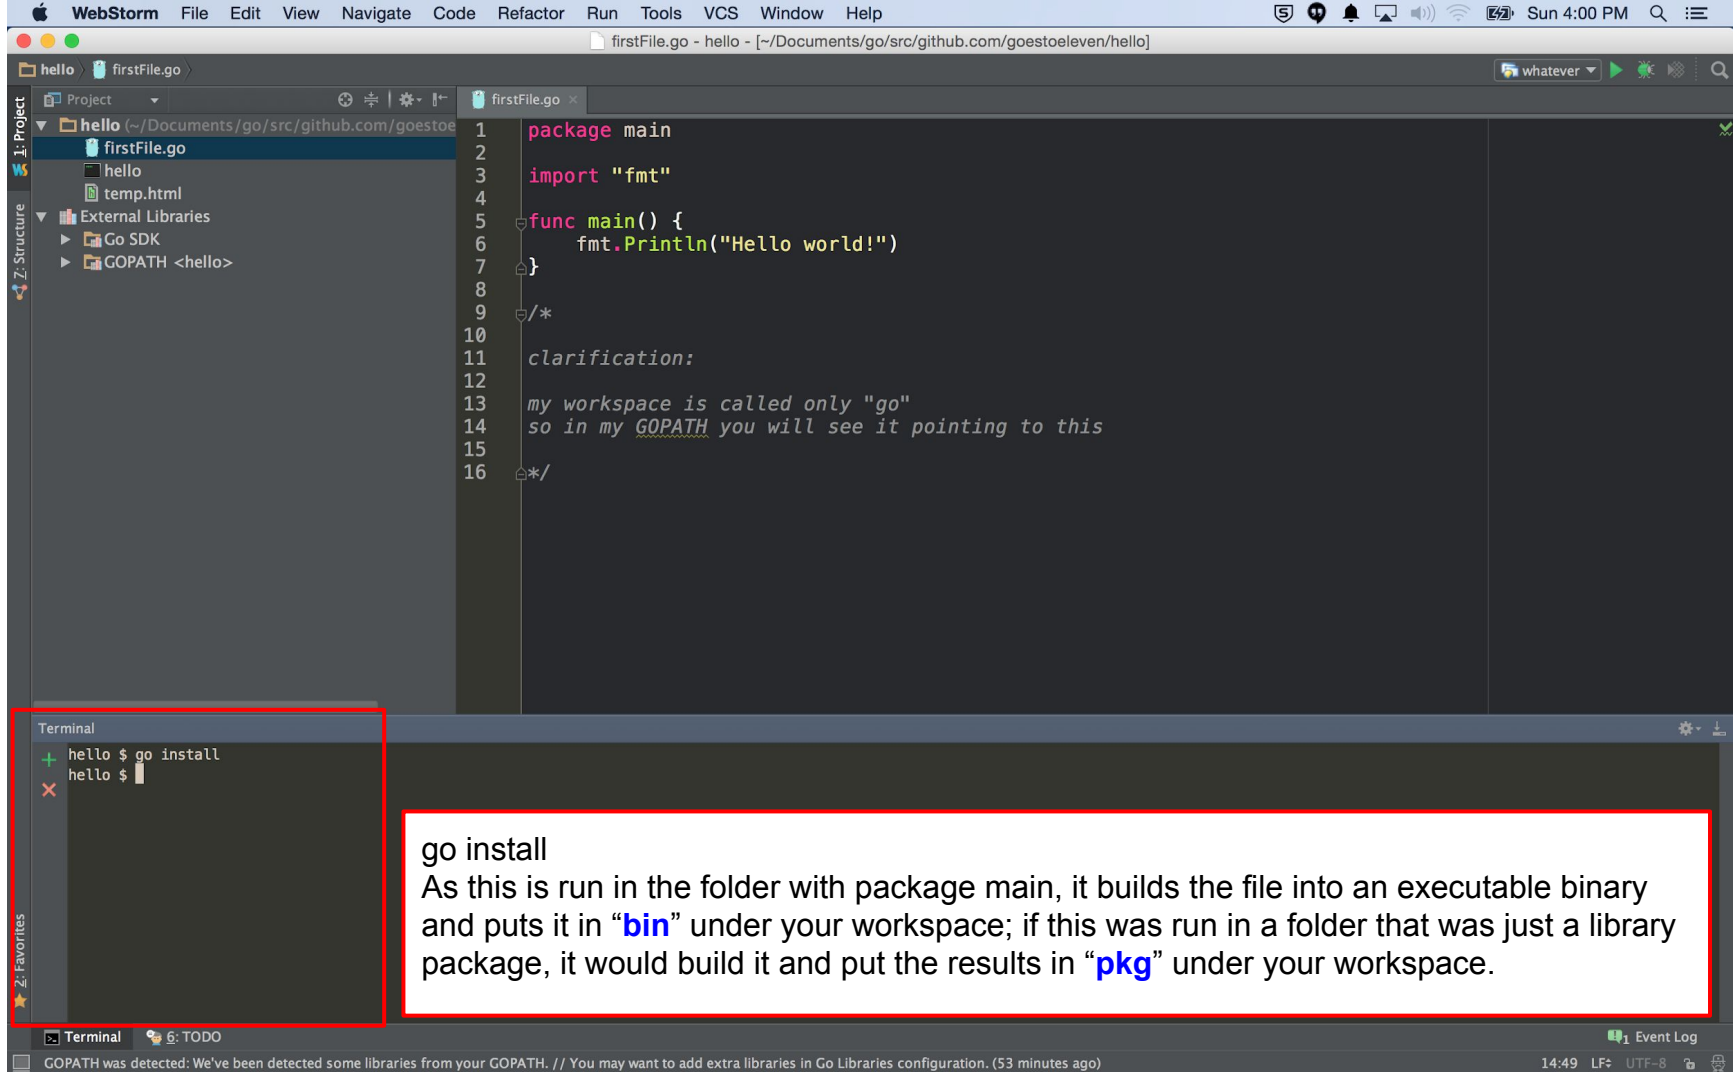 WebStorm File Edit View Navigate Code Refactor Run Tools VCS Window Help Sun 4:00 PM
firstFile.go - hello - [~/Documents/go/src/github.com/goestoeleven/hello]
hello firstFile.go whatever
Project firstFile.go
1: Project
Z: Structure
2: Favorites
hello (~/Documents/go/src/github.com/goestoe
firstFile.go
hello
temp.html
External Libraries
Go SDK
GOPATH <hello>
1 package main
2
3 import "fmt"
4
5 func main() {
6 fmt.Println("Hello world!")
7 }
8
9 /*
10
11 clarification:
12
13 my workspace is called only "go"
14 so in my GOPATH you will see it pointing to this
15
16 */
Terminal
hello $ go install
hello $
go install
As this is run in the folder with package main, it builds the file into an executable binary
and puts it in “bin” under your workspace; if this was run in a folder that was just a library
package, it would build it and put the results in “pkg” under your workspace.
Terminal 6: TODO 1 Event Log
GOPATH was detected: We've been detected some libraries from your GOPATH. // You may want to add extra libraries in Go Libraries configuration. (53 minutes ago) 14:49 LF UTF-8